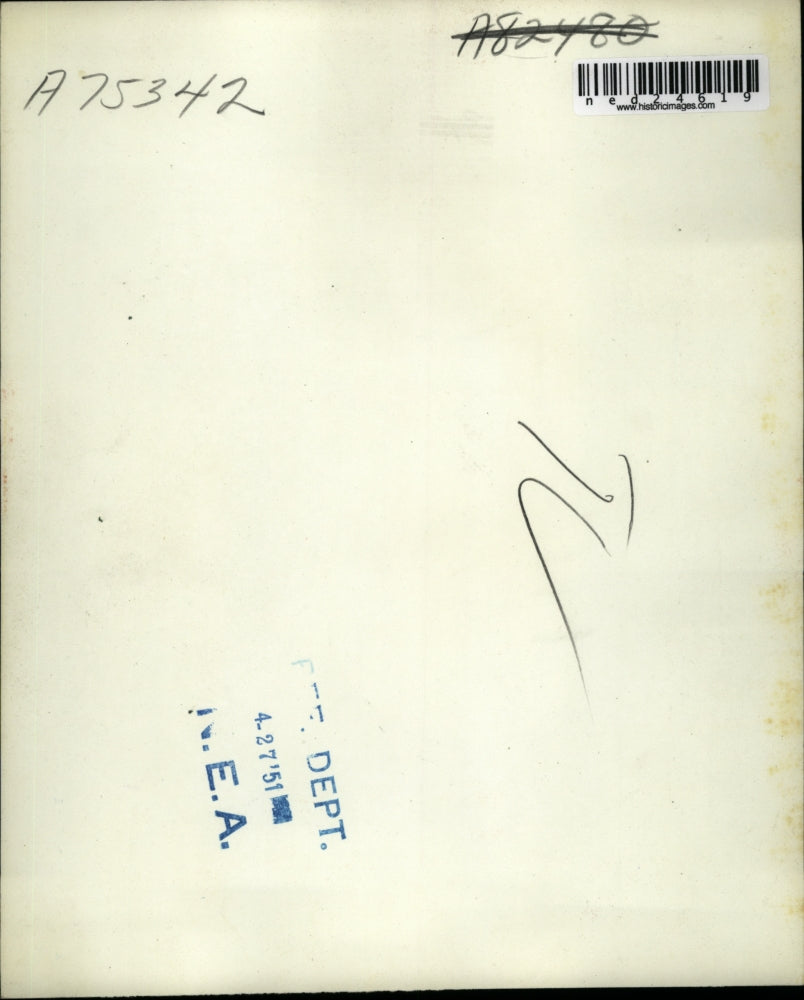 A82480
A75342
ned24619
www.historicimages.com
DEPT.
4-27'51
N.E.A.